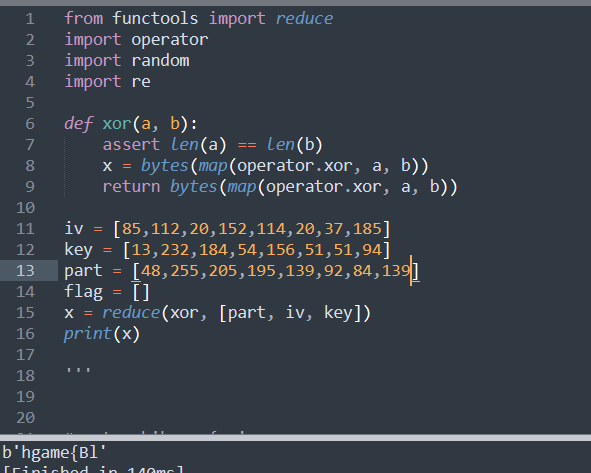 1 from functools import reduce
2 import operator
3 import random
4 import re
5
6 def xor(a, b):
7     assert len(a) == len(b)
8     x = bytes(map(operator.xor, a, b))
9     return bytes(map(operator.xor, a, b))
10
11 iv = [85,112,20,152,114,20,37,185]
12 key = [13,232,184,54,156,51,51,94]
13 part = [48,255,205,195,139,92,84,139]
14 flag = []
15 x = reduce(xor, [part, iv, key])
16 print(x)
17
18 '''
19
20
b'hgame{Bl'
[Finished in 140ms]